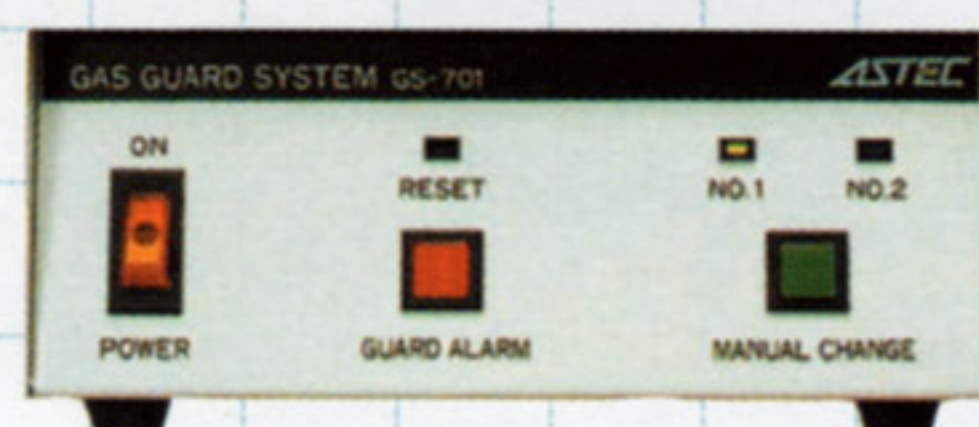 GAS GUARD SYSTEM GS-701 ASTEC
ON
RESET NO.1 NO.2
POWER GUARD ALARM MANUAL CHANGE